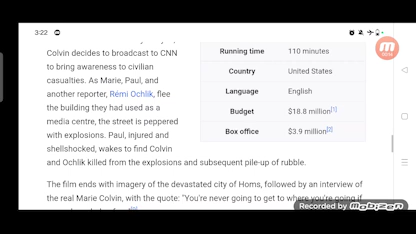 3:22
Colvin decides to broadcast to CNN
to bring awareness to civilian
casualties. As Marie, Paul, and
another reporter, Rémi Ochlik, flee
the building they had used as a
media centre, the street is peppered
with explosions. Paul, injured and
shellshocked, wakes to find Colvin
and Ochlik killed from the explosions and subsequent pile-up of rubble.
Running time 110 minutes
Country United States
Language English
Budget $18.8 million[1]
Box office $3.9 million[2]
The film ends with imagery of the devastated city of Homs, followed by an interview of
the real Marie Colvin, with the quote: "You're never going to get to where you're going if
Recorded by mobizen